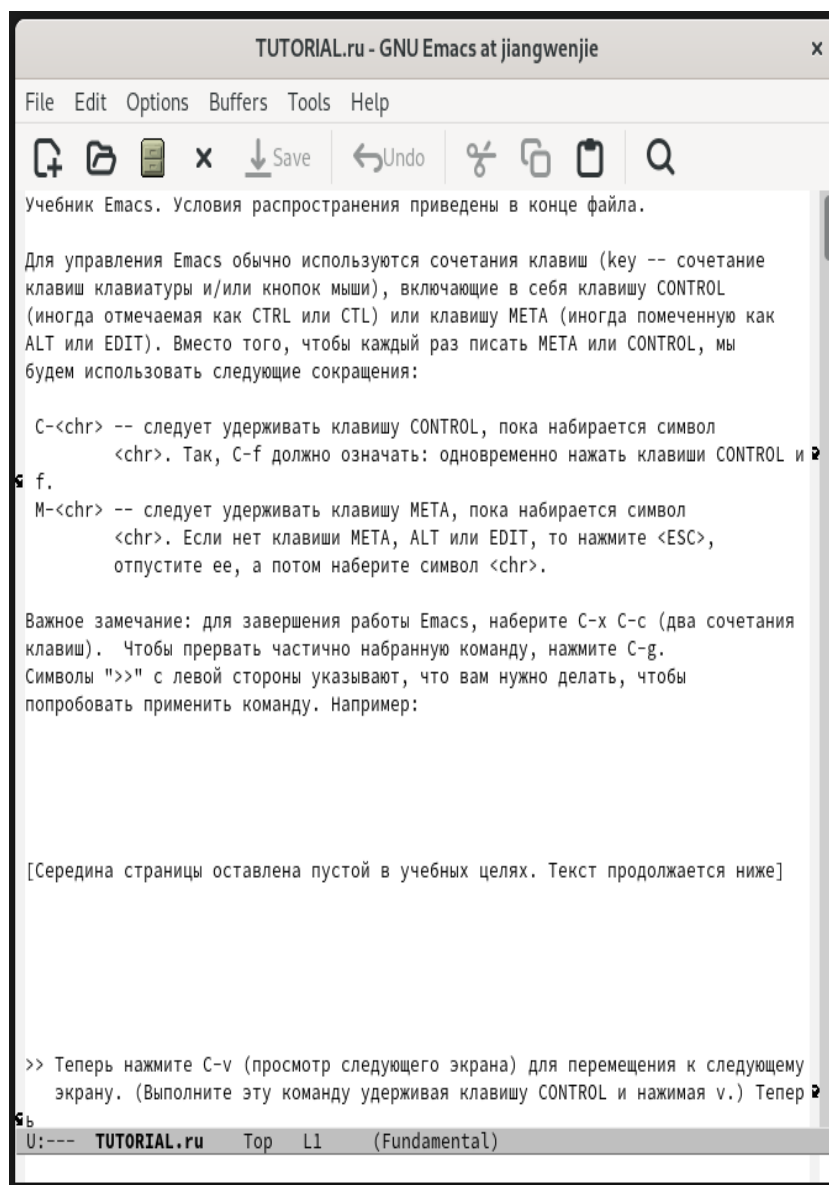 TUTORIAL.ru - GNU Emacs at jiangwenjie
File Edit Options Buffers Tools Help
Save Undo
Учебник Emacs. Условия распространения приведены в конце файла.
Для управления Emacs обычно используются сочетания клавиш (key -- сочетание
клавиш клавиатуры и/или кнопок мыши), включающие в себя клавишу CONTROL
(иногда отмечаемая как CTRL или CTL) или клавишу META (иногда помеченную как
ALT или EDIT). Вместо того, чтобы каждый раз писать META или CONTROL, мы
будем использовать следующие сокращения:
C-<chr> -- следует удерживать клавишу CONTROL, пока набирается символ
<chr>. Так, C-f должно означать: одновременно нажать клавиши CONTROL и
f.
M-<chr> -- следует удерживать клавишу META, пока набирается символ
<chr>. Если нет клавиши META, ALT или EDIT, то нажмите <ESC>,
отпустите ее, а потом наберите символ <chr>.
Важное замечание: для завершения работы Emacs, наберите C-x C-c (два сочетания
клавиш).  Чтобы прервать частично набранную команду, нажмите C-g.
Символы ">>" с левой стороны указывают, что вам нужно делать, чтобы
попробовать применить команду. Например:
[Середина страницы оставлена пустой в учебных целях. Текст продолжается ниже]
>> Теперь нажмите C-v (просмотр следующего экрана) для перемещения к следующему
экрану. (Выполните эту команду удерживая клавишу CONTROL и нажимая v.) Тепер
ь
U:--- TUTORIAL.ru Top L1 (Fundamental)